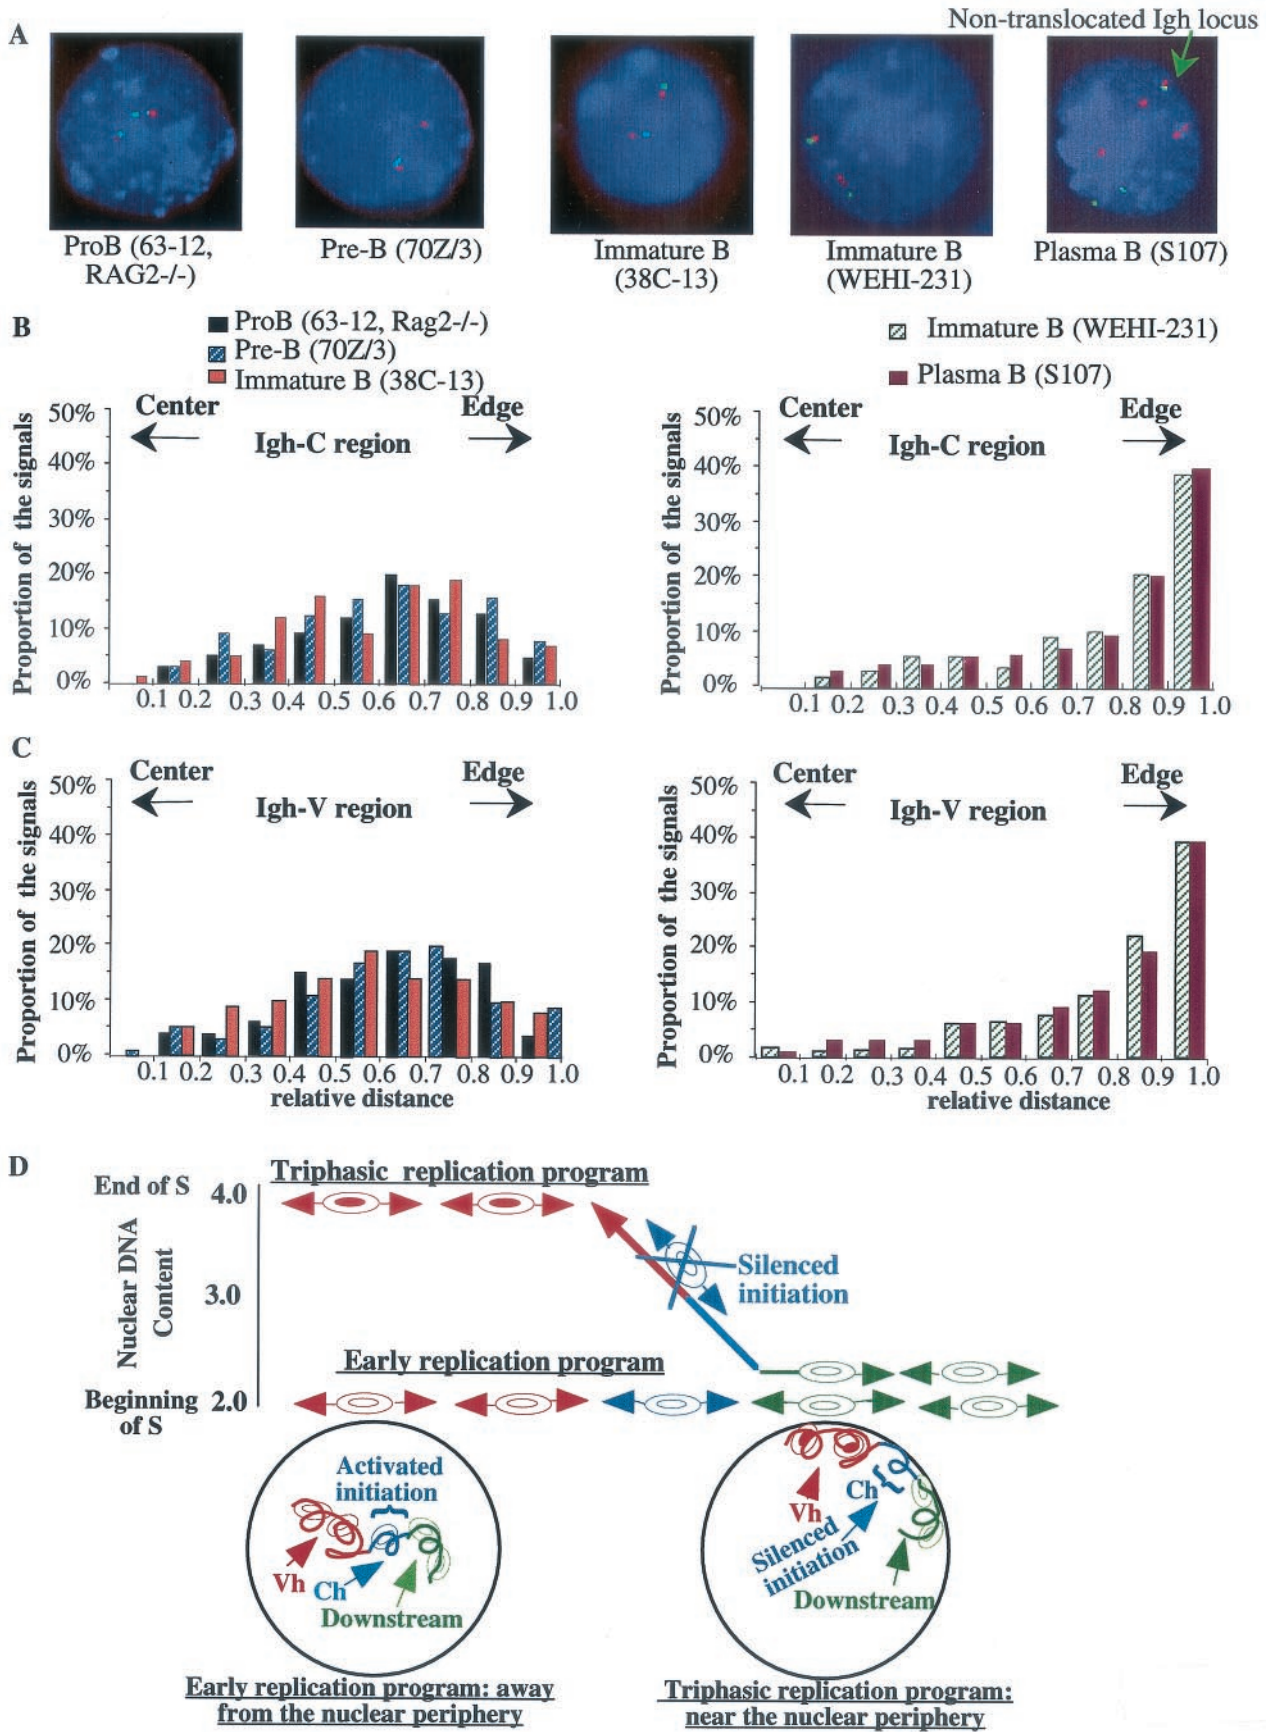 Non-translocated Igh locus
A
ProB (63-12,
RAG2-/-)
Pre-B (70Z/3)
Immature B
(38C-13)
Immature B
(WEHI-231)
Plasma B (S107)
B
ProB (63-12, Rag2-/-)
Pre-B (70Z/3)
Immature B (38C-13)
Immature B (WEHI-231)
Plasma B (S107)
Proportion of the signals
50%
40%
30%
20%
10%
0%
Center
Edge
Igh-C region
0.1 0.2 0.3 0.4 0.5 0.6 0.7 0.8 0.9 1.0
Proportion of the signals
50%
40%
30%
20%
10%
0%
Center
Edge
Igh-C region
0.1 0.2 0.3 0.4 0.5 0.6 0.7 0.8 0.9 1.0
C
Proportion of the signals
50%
40%
30%
20%
10%
0%
Center
Edge
Igh-V region
0.1 0.2 0.3 0.4 0.5 0.6 0.7 0.8 0.9 1.0
relative distance
Proportion of the signals
50%
40%
30%
20%
10%
0%
Center
Edge
Igh-V region
0.1 0.2 0.3 0.4 0.5 0.6 0.7 0.8 0.9 1.0
relative distance
D
Triphasic replication program
End of S 4.0
Nuclear DNA
Content
3.0
Silenced
initiation
Early replication program
Beginning
of S
2.0
Activated
initiation
Vh
Ch
Downstream
Vh
Ch
Silenced
initiation
Downstream
Early replication program: away
from the nuclear periphery
Triphasic replication program:
near the nuclear periphery